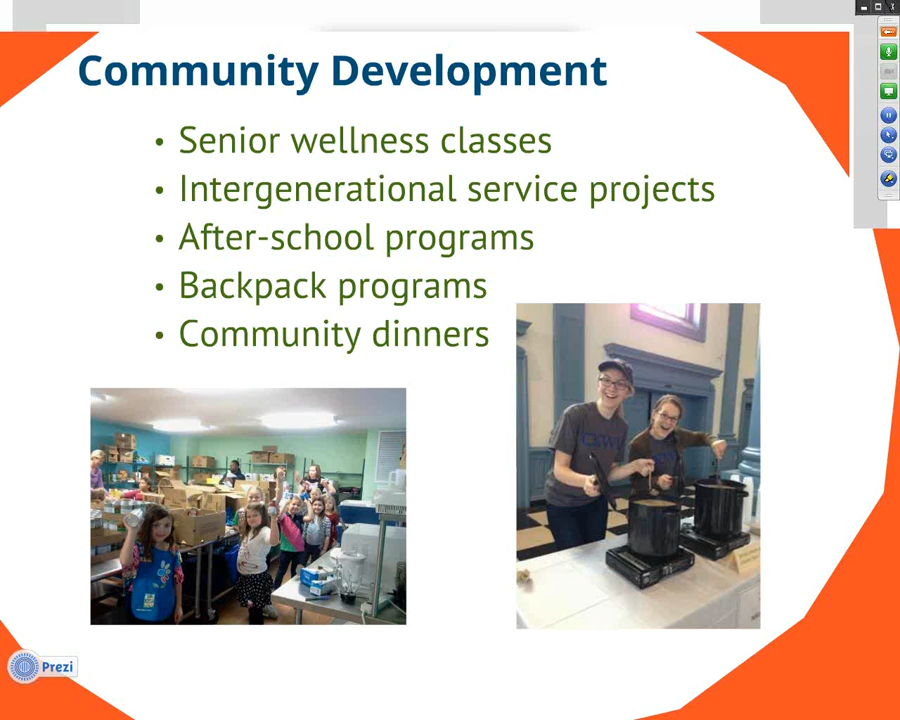 Community Development
• Senior wellness classes
• Intergenerational service projects
• After-school programs
• Backpack programs
• Community dinners
Prezi